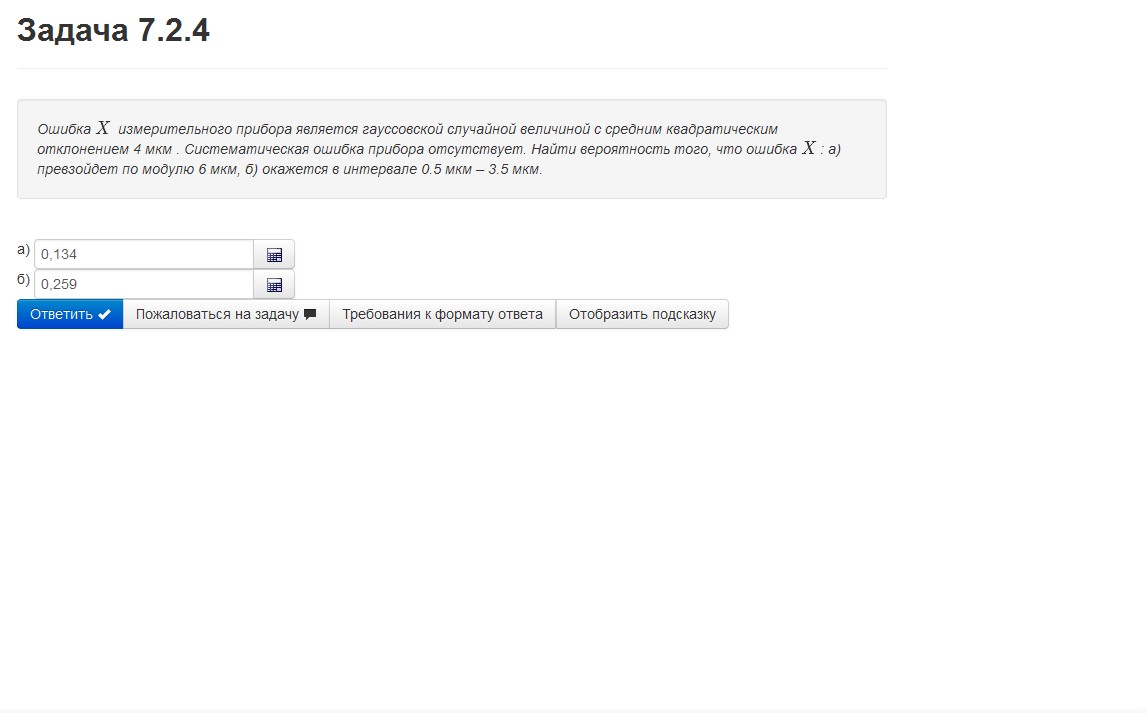 Задача 7.2.4
Ошибка X измерительного прибора является гауссовской случайной величиной с средним квадратическим
отклонением 4 мкм . Систематическая ошибка прибора отсутствует. Найти вероятность того, что ошибка X : а)
превзойдет по модулю 6 мкм, б) окажется в интервале 0.5 мкм – 3.5 мкм.
а) 0,134
б) 0,259
Ответить Пожаловаться на задачу Требования к формату ответа Отобразить подсказку